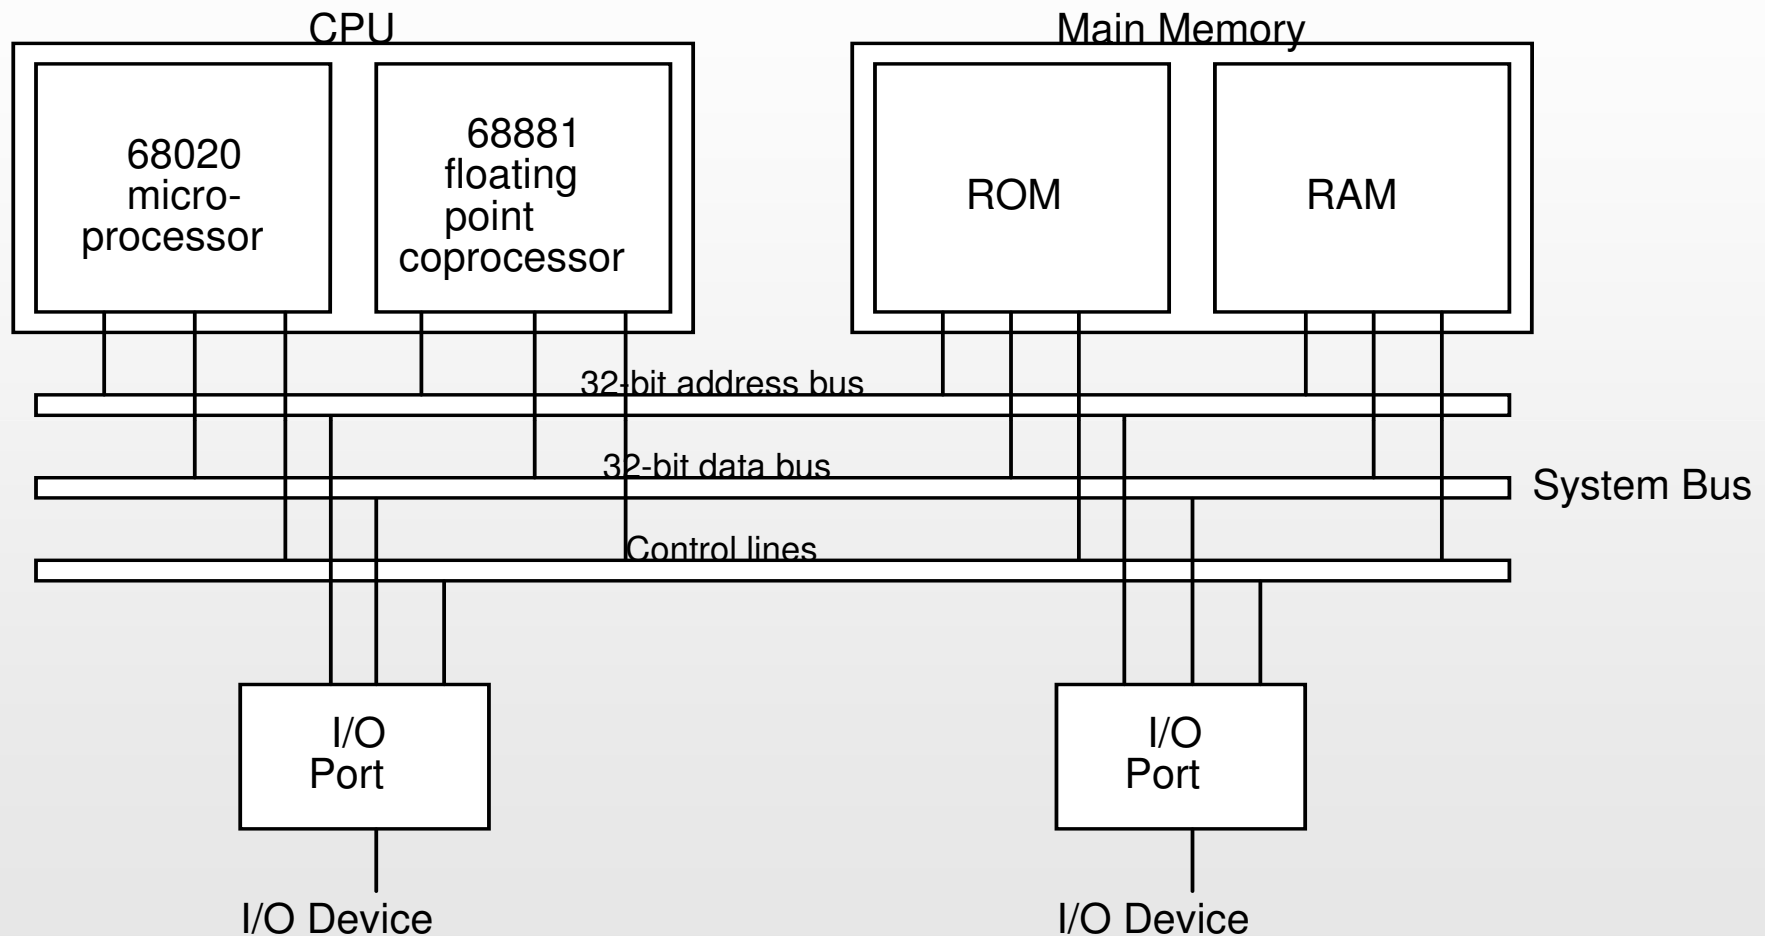 CPU
Main Memory
68020
micro-
processor
68881
floating
point
coprocessor
ROM
RAM
32-bit address bus
32-bit data bus
System Bus
Control lines
I/O
Port
I/O
Port
I/O Device
I/O Device